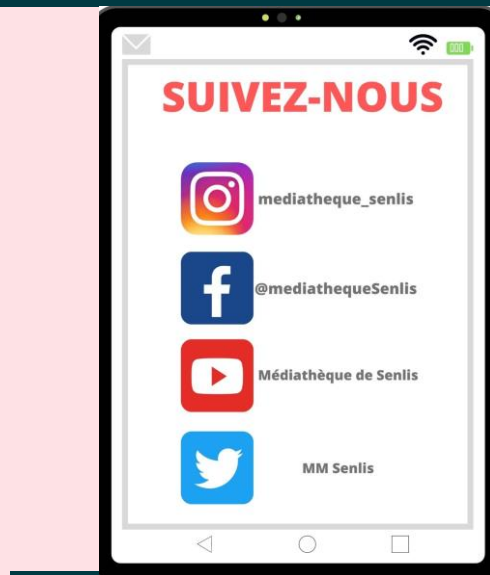 SUIVEZ-NOUS
mediatheque_senlis
@mediathequeSenlis
Médiathèque de Senlis
MM Senlis